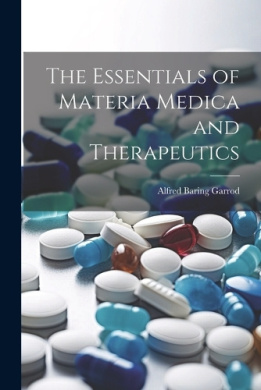 The Essentials of
Materia Medica
and
Therapeutics
Alfred Baring Garrod